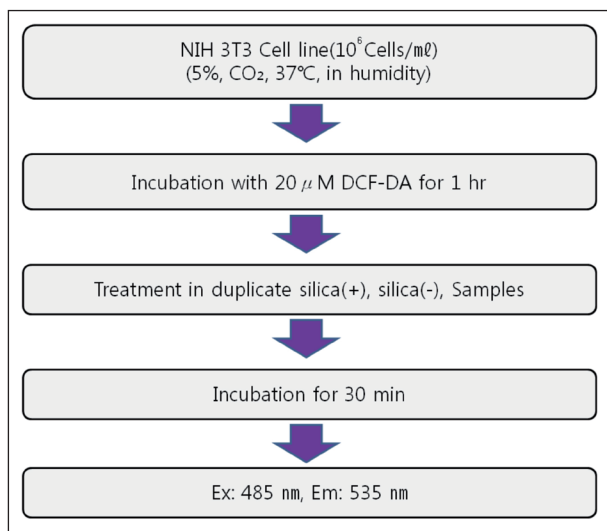 NIH 3T3 Cell line(10⁶Cells/㎖)
(5%, CO₂, 37℃, in humidity)
Incubation with 20 μM DCF-DA for 1 hr
Treatment in duplicate silica(+), silica(-), Samples
Incubation for 30 min
Ex: 485 ㎚, Em: 535 ㎚